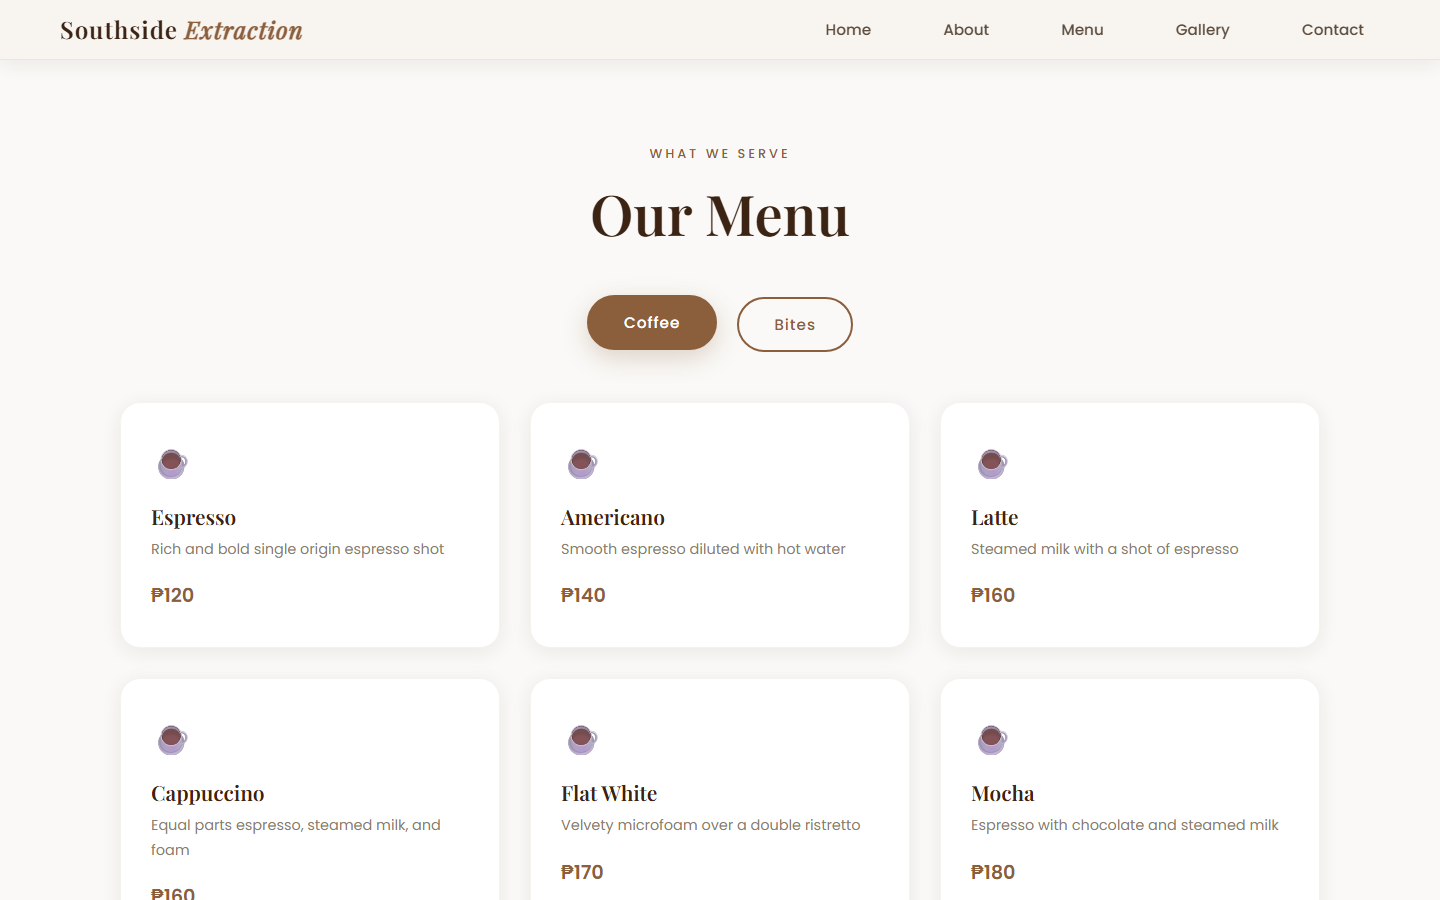 Southside Extraction
Home
About
Menu
Gallery
Contact
WHAT WE SERVE
Our Menu
Coffee
Bites
Espresso
Rich and bold single origin espresso shot
₱120
Americano
Smooth espresso diluted with hot water
₱140
Latte
Steamed milk with a shot of espresso
₱160
Cappuccino
Equal parts espresso, steamed milk, and
foam
₱160
Flat White
Velvety microfoam over a double ristretto
₱170
Mocha
Espresso with chocolate and steamed milk
₱180